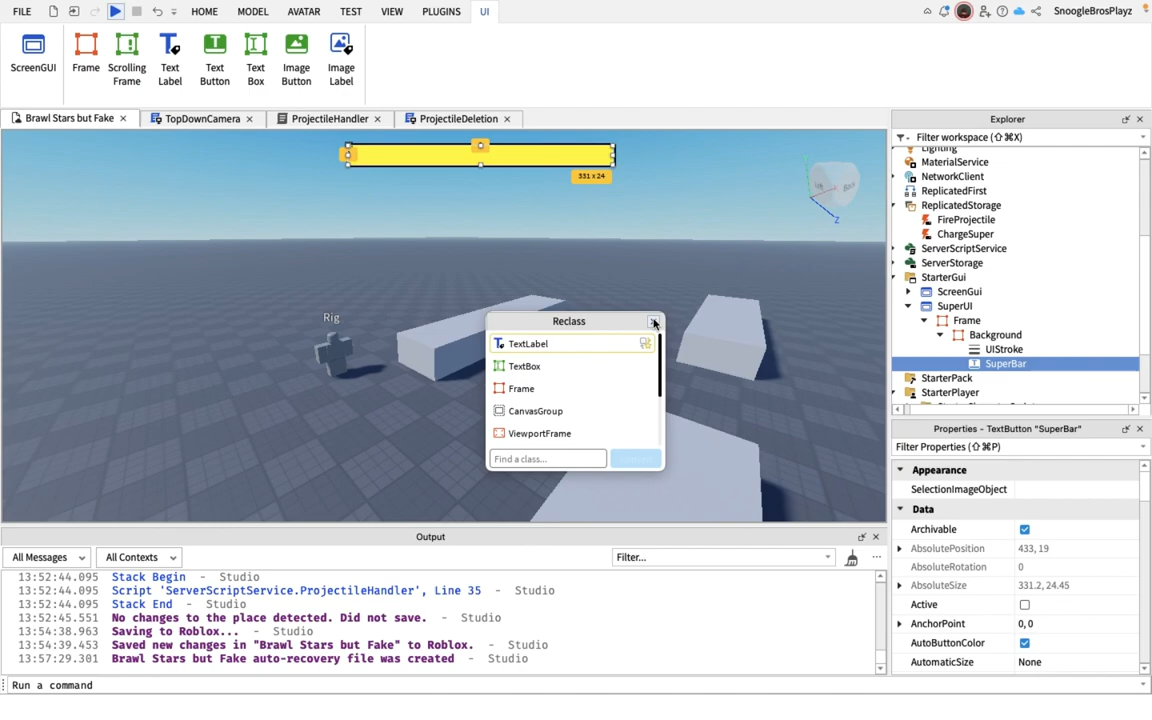 FILE HOME MODEL AVATAR TEST VIEW PLUGINS UI SnoogleBrosPlayz
ScreenGUI Frame Scrolling Frame Text Label Text Button Text Box Image Button Image Label
Brawl Stars but Fake TopDownCamera ProjectileHandler ProjectileDeletion
331 x 24
Back
Z
Rig
Reclass
TextLabel
TextBox
Frame
CanvasGroup
ViewportFrame
Find a class...
Explorer
Filter workspace (⇧⌘X)
Lighting
MaterialService
NetworkClient
ReplicatedFirst
ReplicatedStorage
FireProjectile
ChargeSuper
ServerScriptService
ServerStorage
StarterGui
ScreenGui
SuperUI
Frame
Background
UIStroke
SuperBar
StarterPack
StarterPlayer
Properties - TextButton "SuperBar"
Filter Properties (⇧⌘P)
Appearance
SelectionImageObject
Data
Archivable
AbsolutePosition 433, 19
AbsoluteRotation 0
AbsoluteSize 331.2, 24.45
Active
AnchorPoint 0, 0
AutoButtonColor
AutomaticSize None
Output
All Messages All Contexts Filter...
13:52:44.095 Stack Begin - Studio
13:52:44.095 Script 'ServerScriptService.ProjectileHandler', Line 35 - Studio
13:52:44.095 Stack End - Studio
13:52:45.551 No changes to the place detected. Did not save. - Studio
13:54:38.963 Saving to Roblox... - Studio
13:54:39.453 Saved new changes in "Brawl Stars but Fake" to Roblox. - Studio
13:57:29.301 Brawl Stars but Fake auto-recovery file was created - Studio
Run a command